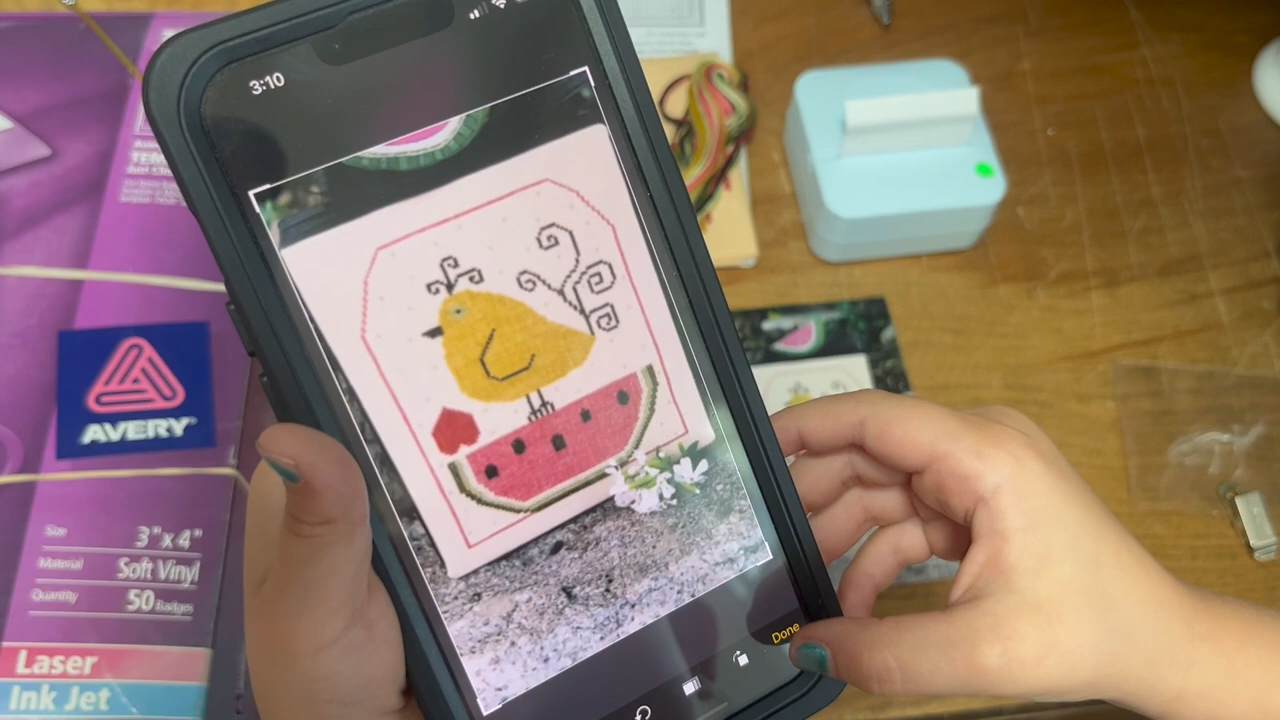 3:10
AVERY
Size 3"x 4"
Material Soft Vinyl
Quantity 50 Badges
Laser
Ink Jet
Done